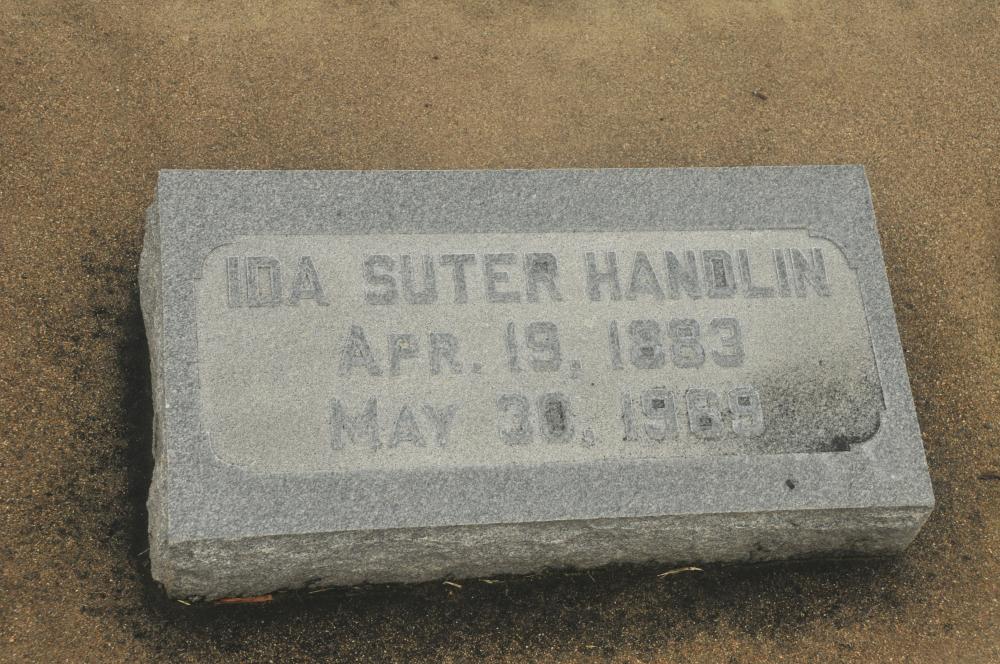 IDA SUTER HANDLIN
APR. 19, 1883
MAY 30, 1969